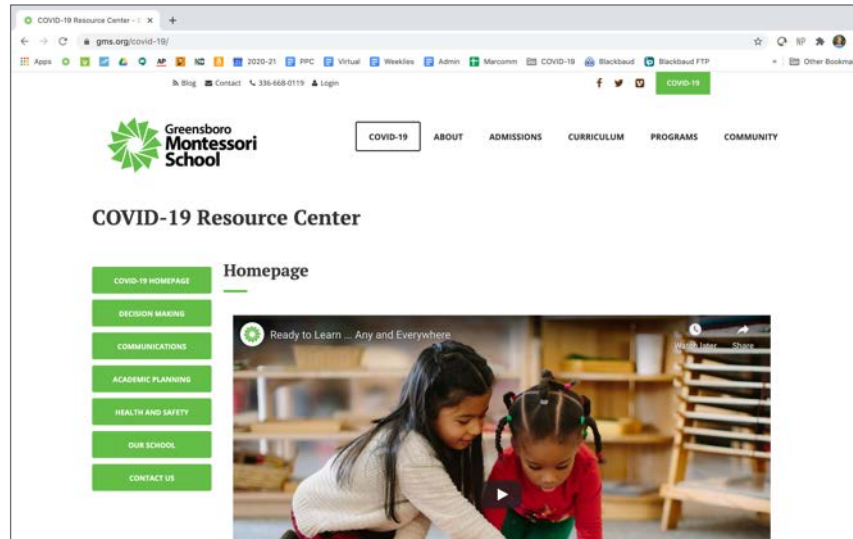 COVID-19 Resource Center -
gms.org/covid-19/
Apps AP NC 2020-21 PPC Virtual Weeklies Admin Marcomm COVID-19 Blackbaud Blackbaud FTP » Other Bookma
Blog Contact 336-668-0119 Login COVID-19
Greensboro
Montessori
School
COVID-19 ABOUT ADMISSIONS CURRICULUM PROGRAMS COMMUNITY
COVID-19 Resource Center
Homepage
COVID-19 HOMEPAGE
DECISION MAKING
COMMUNICATIONS
ACADEMIC PLANNING
HEALTH AND SAFETY
OUR SCHOOL
CONTACT US
Ready to Learn ... Any and Everywhere
Watch later Share